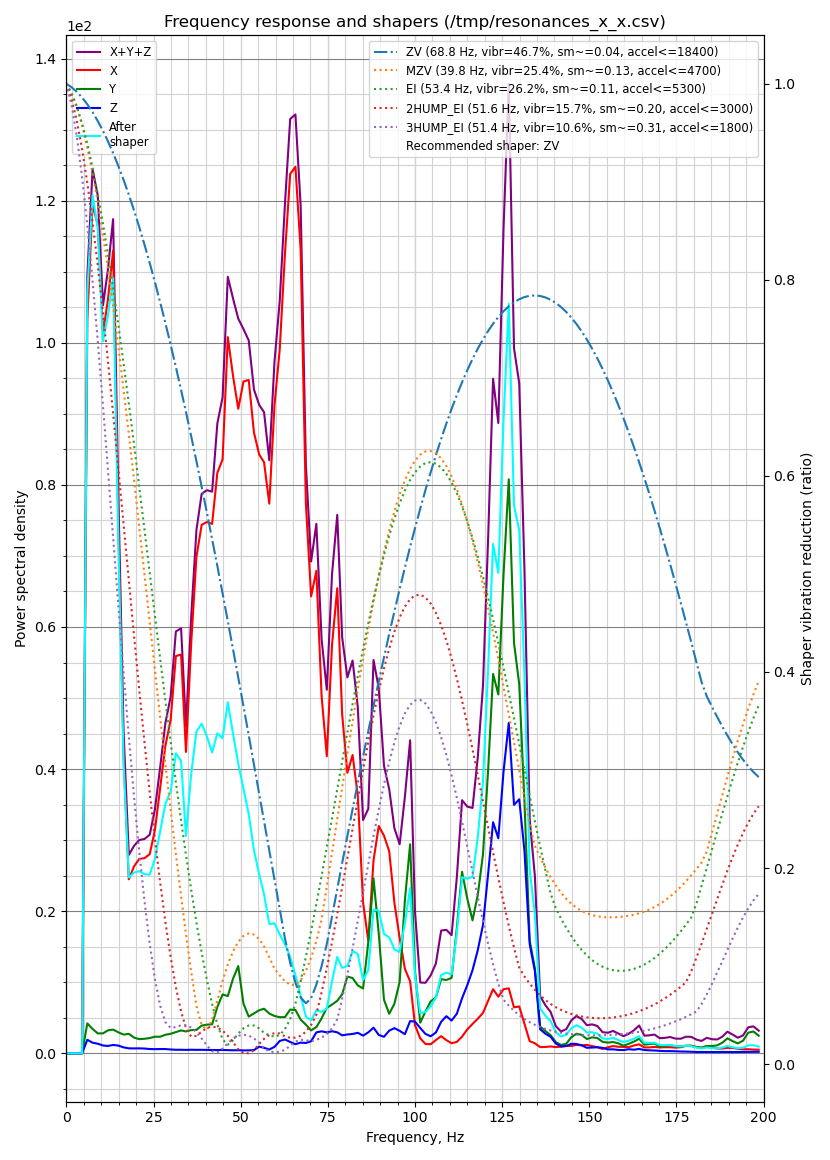 Frequency response and shapers (/tmp/resonances_x_x.csv)
1e2
X+Y+Z
X
Y
Z
After
shaper
ZV (68.8 Hz, vibr=46.7%, sm~=0.04, accel<=18400)
MZV (39.8 Hz, vibr=25.4%, sm~=0.13, accel<=4700)
EI (53.4 Hz, vibr=26.2%, sm~=0.11, accel<=5300)
2HUMP_EI (51.6 Hz, vibr=15.7%, sm~=0.20, accel<=3000)
3HUMP_EI (51.4 Hz, vibr=10.6%, sm~=0.31, accel<=1800)
Recommended shaper: ZV
1.4
1.2
1.0
0.8
0.6
0.4
0.2
0.0
Power spectral density
1.0
0.8
0.6
0.4
0.2
0.0
Shaper vibration reduction (ratio)
0 25 50 75 100 125 150 175 200
Frequency, Hz